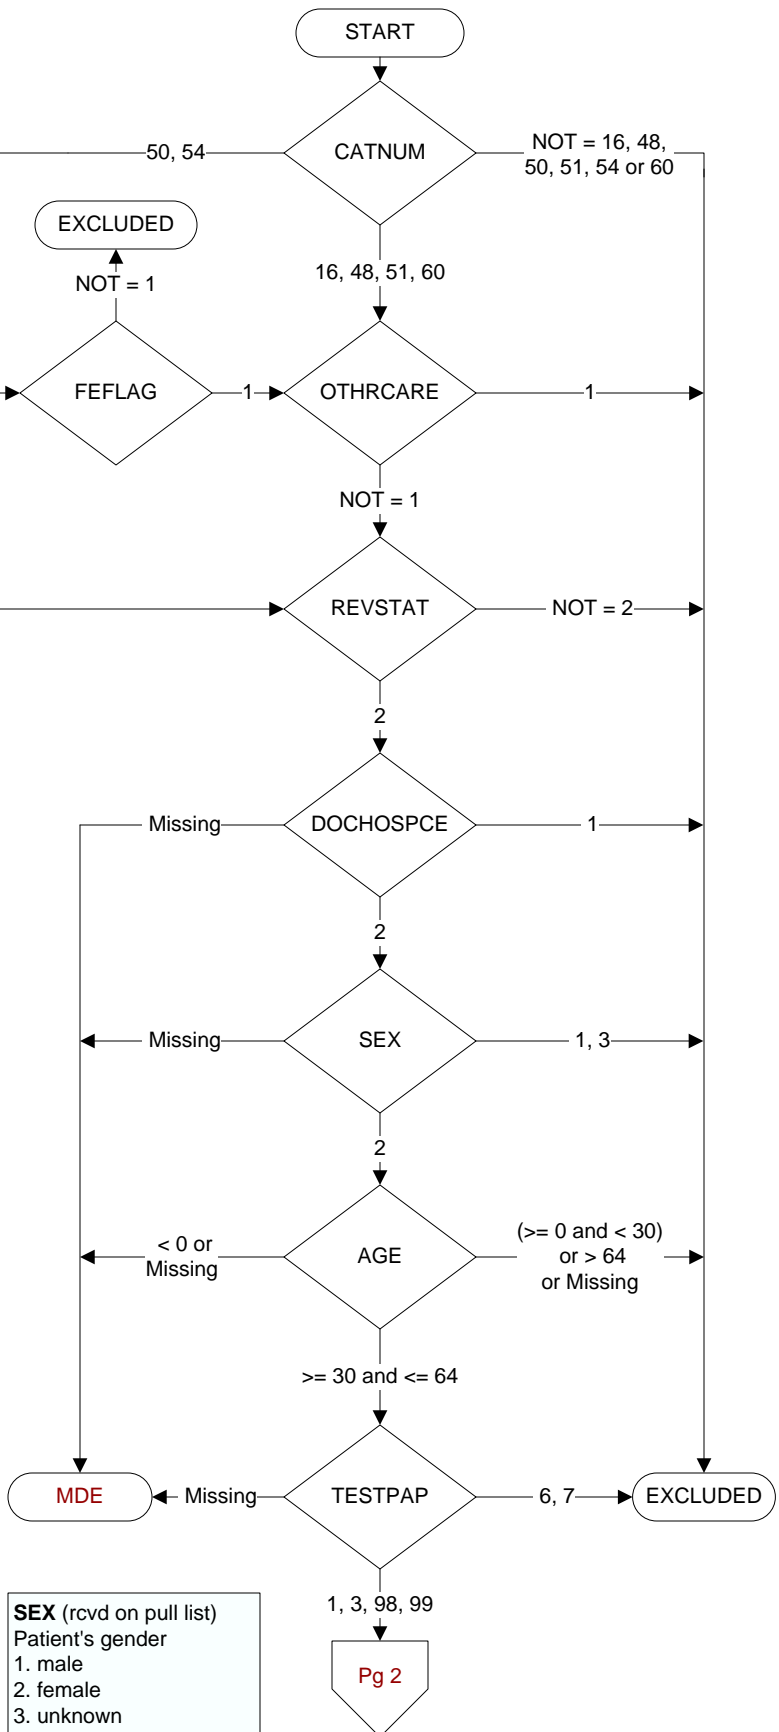 START
50, 54
CATNUM
NOT = 16, 48,
50, 51, 54 or 60
EXCLUDED
NOT = 1
16, 48, 51, 60
FEFLAG
1
OTHRCARE
1
NOT = 1
REVSTAT
NOT = 2
2
Missing
DOCHOSPCE
1
2
Missing
SEX
1, 3
2
< 0 or
Missing
AGE
(>= 0 and < 30)
or > 64
or Missing
>= 30 and <= 64
MDE
Missing
TESTPAP
6, 7
EXCLUDED
1, 3, 98, 99
Pg 2
SEX (rcvd on pull list)
Patient's gender
1. male
2. female
3. unknown